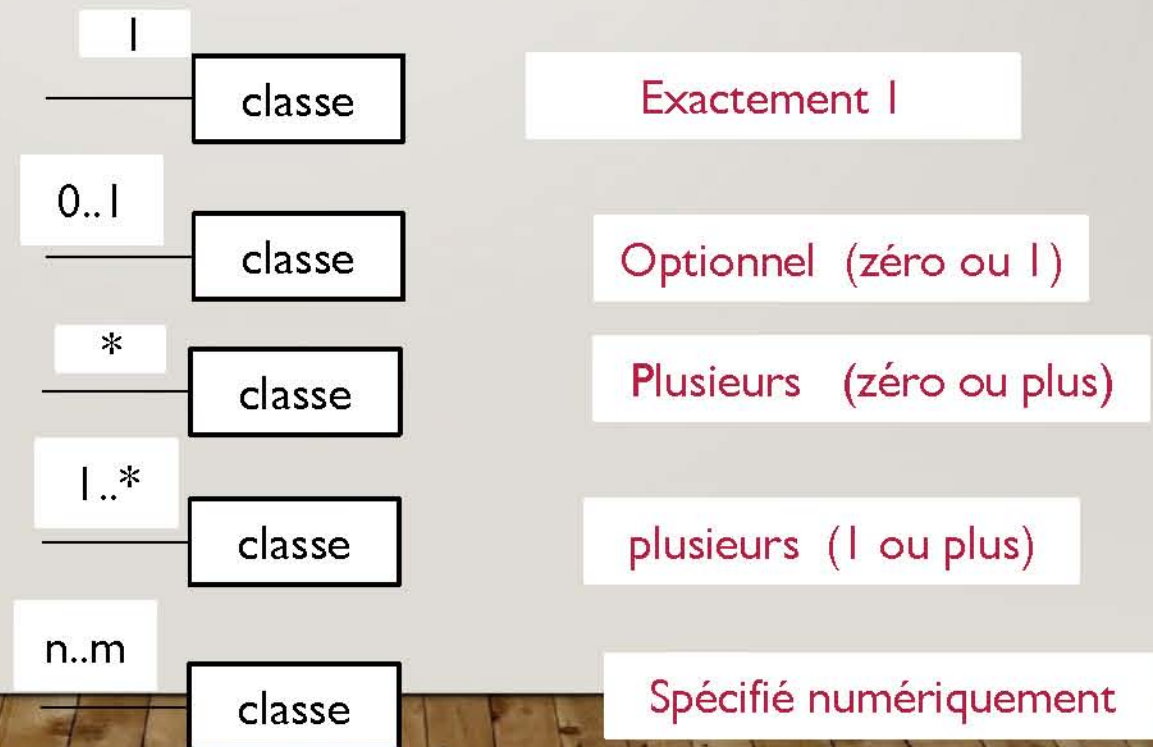 1
classe
Exactement 1
0..1
classe
Optionnel (zéro ou 1)
*
classe
Plusieurs (zéro ou plus)
1..*
classe
plusieurs (1 ou plus)
n..m
classe
Spécifié numériquement